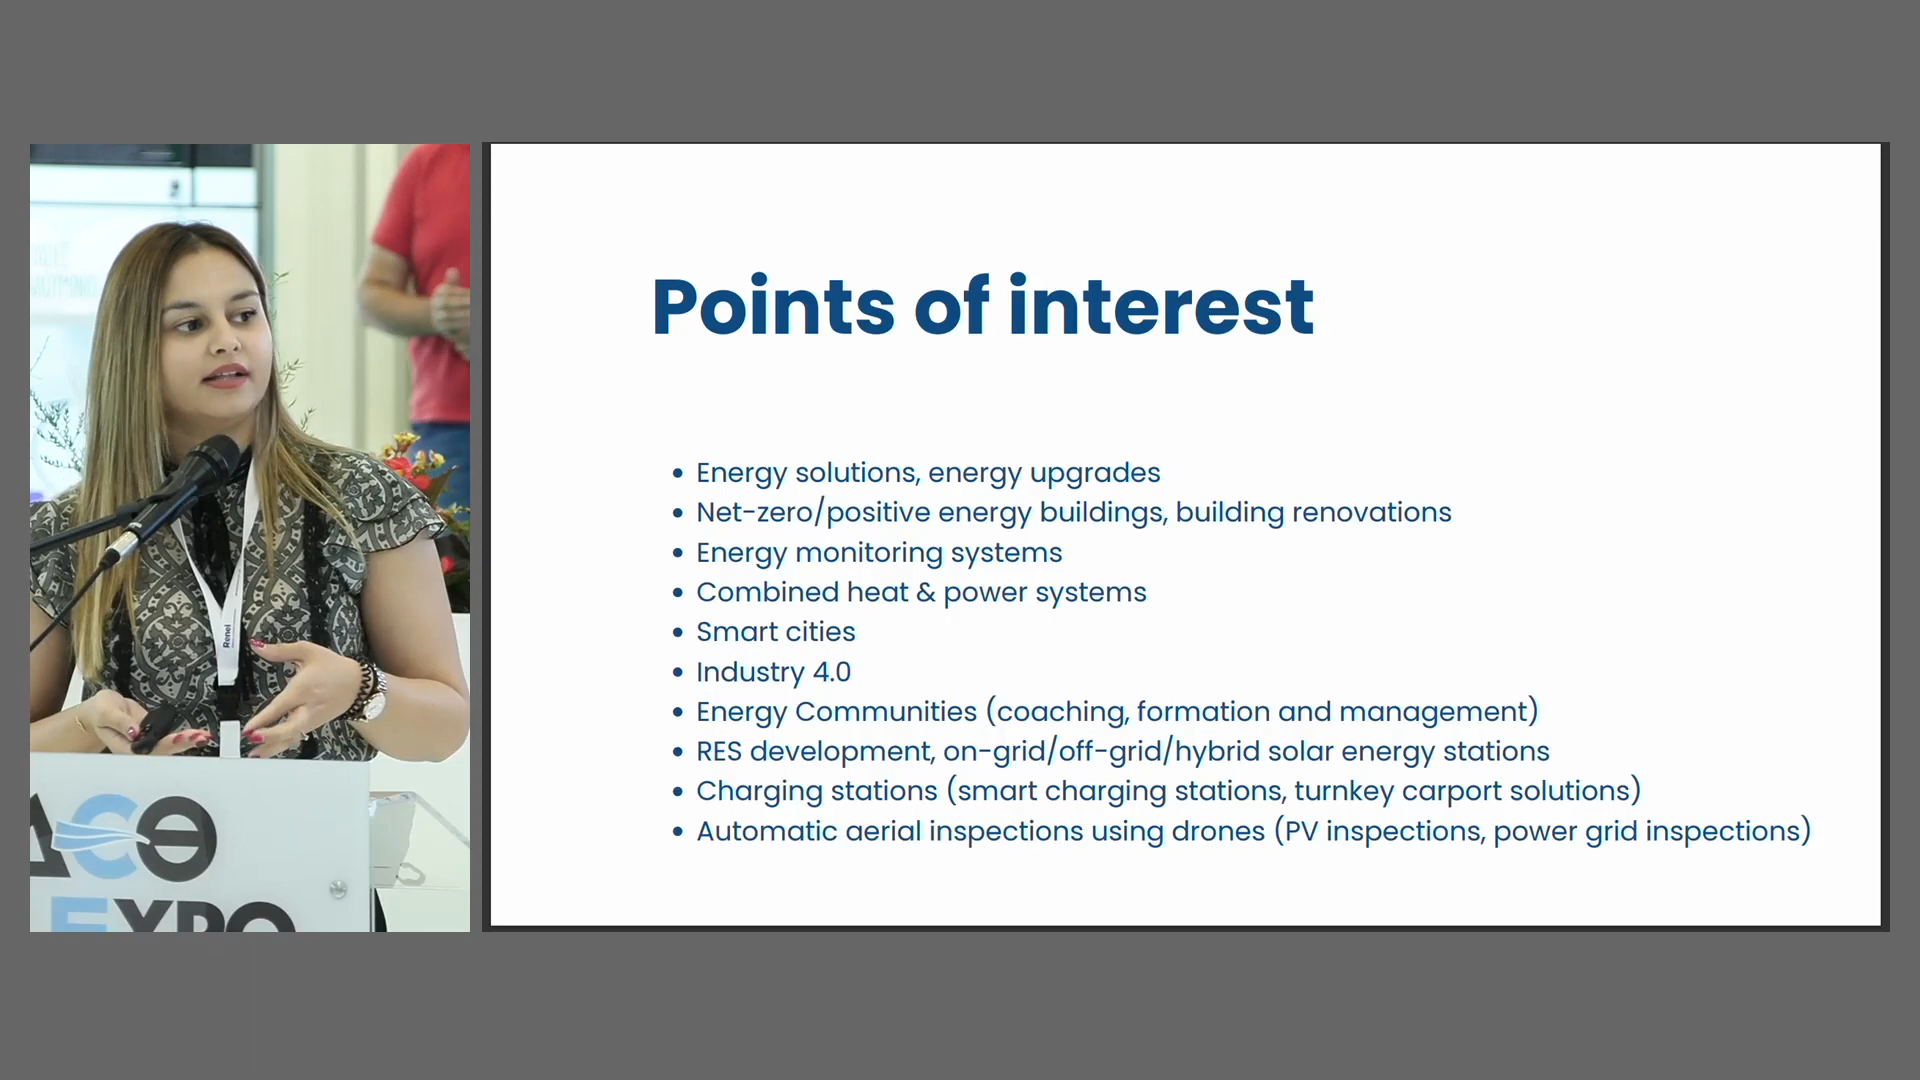 Points of interest
• Energy solutions, energy upgrades
• Net-zero/positive energy buildings, building renovations
• Energy monitoring systems
• Combined heat & power systems
• Smart cities
• Industry 4.0
• Energy Communities (coaching, formation and management)
• RES development, on-grid/off-grid/hybrid solar energy stations
• Charging stations (smart charging stations, turnkey carport solutions)
• Automatic aerial inspections using drones (PV inspections, power grid inspections)
Renel
ΔΕΘ
EXPO